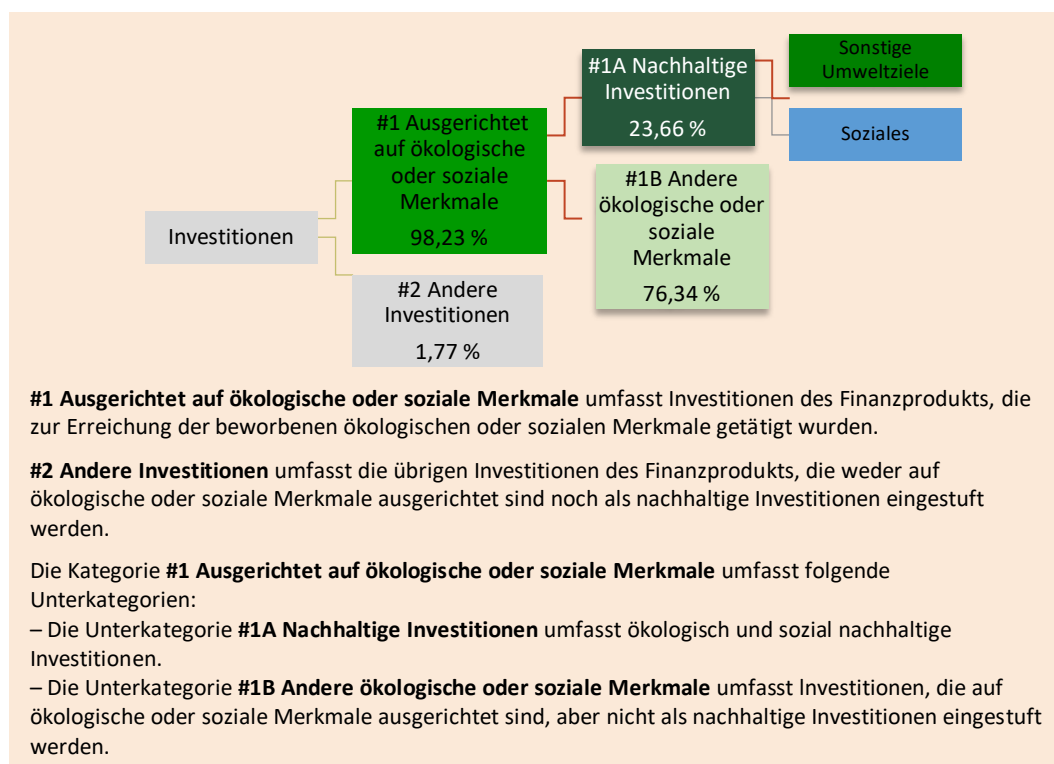 Sonstige
Umweltziele
#1A Nachhaltige
Investitionen
23,66 %
Soziales
#1 Ausgerichtet
auf ökologische
oder soziale
Merkmale
98,23 %
#1B Andere
ökologische oder
soziale
Merkmale
76,34 %
Investitionen
#2 Andere
Investitionen
1,77 %
#1 Ausgerichtet auf ökologische oder soziale Merkmale umfasst Investitionen des Finanzprodukts, die
zur Erreichung der beworbenen ökologischen oder sozialen Merkmale getätigt wurden.
#2 Andere Investitionen umfasst die übrigen Investitionen des Finanzprodukts, die weder auf
ökologische oder soziale Merkmale ausgerichtet sind noch als nachhaltige Investitionen eingestuft
werden.
Die Kategorie #1 Ausgerichtet auf ökologische oder soziale Merkmale umfasst folgende
Unterkategorien:
– Die Unterkategorie #1A Nachhaltige Investitionen umfasst ökologisch und sozial nachhaltige
Investitionen.
– Die Unterkategorie #1B Andere ökologische oder soziale Merkmale umfasst lnvestitionen, die auf
ökologische oder soziale Merkmale ausgerichtet sind, aber nicht als nachhaltige Investitionen eingestuft
werden.